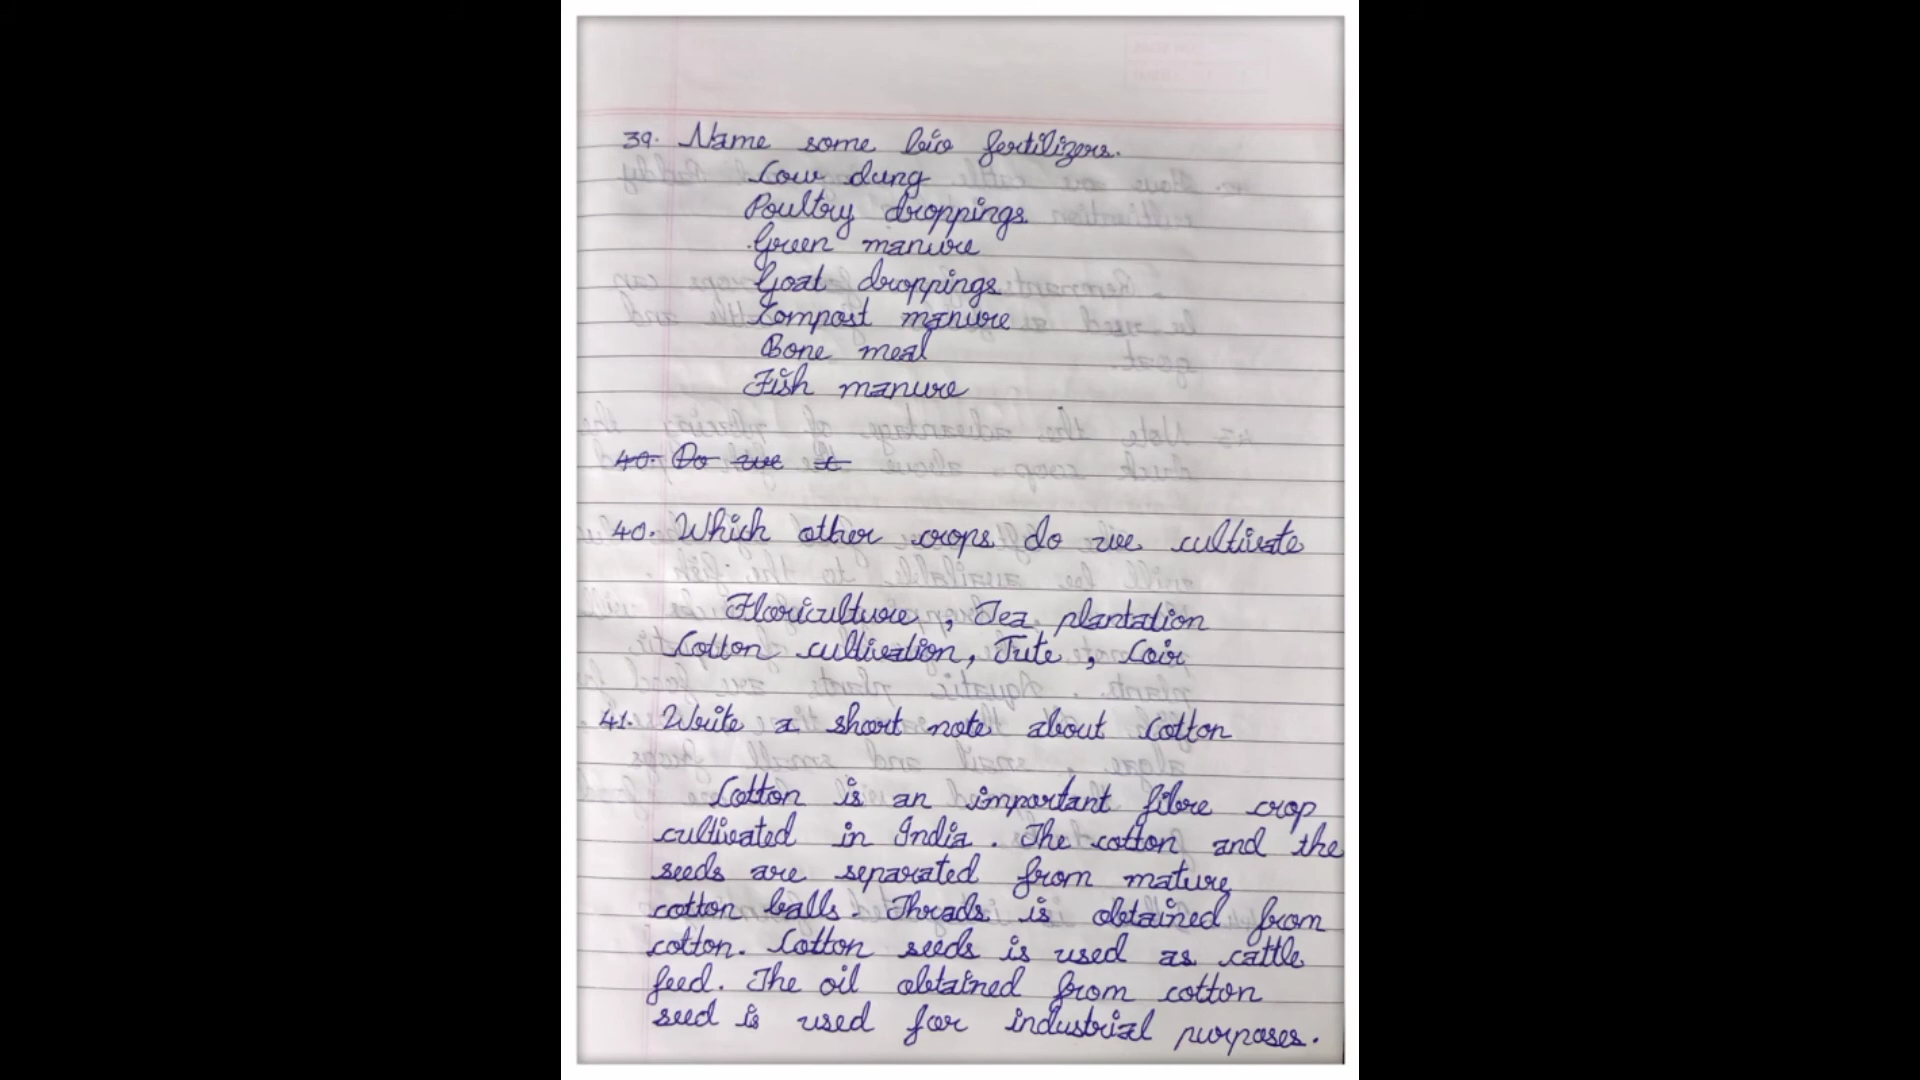 39. Name some bio fertilizers.
Cow dung
Poultry droppings
Green manure
Goat droppings
Compost manure
Bone meal
Fish manure
40. Do we
40. Which other crops do we cultivate
Floriculture, Tea plantation
Cotton cultivation, Jute, Coir
41. Write a short note about Cotton
Cotton is an important fibre crop
cultivated in India. The cotton and the
seeds are separated from mature
cotton balls. Threads is obtained from
cotton. Cotton seeds is used as cattle
feed. The oil obtained from cotton
seed is used for industrial purposes.